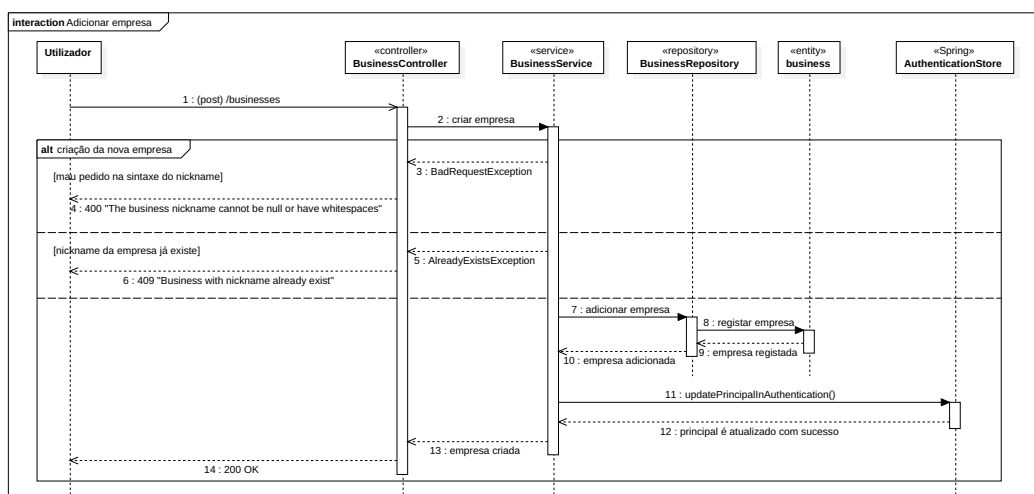 interaction Adicionar empresa
Utilizador
«controller»
BusinessController
«service»
BusinessService
«repository»
BusinessRepository
«entity»
business
«Spring»
AuthenticationStore
1 : (post) /businesses
2 : criar empresa
alt criação da nova empresa
3 : BadRequestException
[mau pedido na sintaxe do nickname]
4 : 400 "The business nickname cannot be null or have whitespaces"
[nickname da empresa já existe]
5 : AlreadyExistsException
6 : 409 "Business with nickname already exist"
7 : adicionar empresa
8 : registar empresa
9 : empresa registada
10 : empresa adicionada
11 : updatePrincipalInAuthentication()
12 : principal é atualizado com sucesso
13 : empresa criada
14 : 200 OK